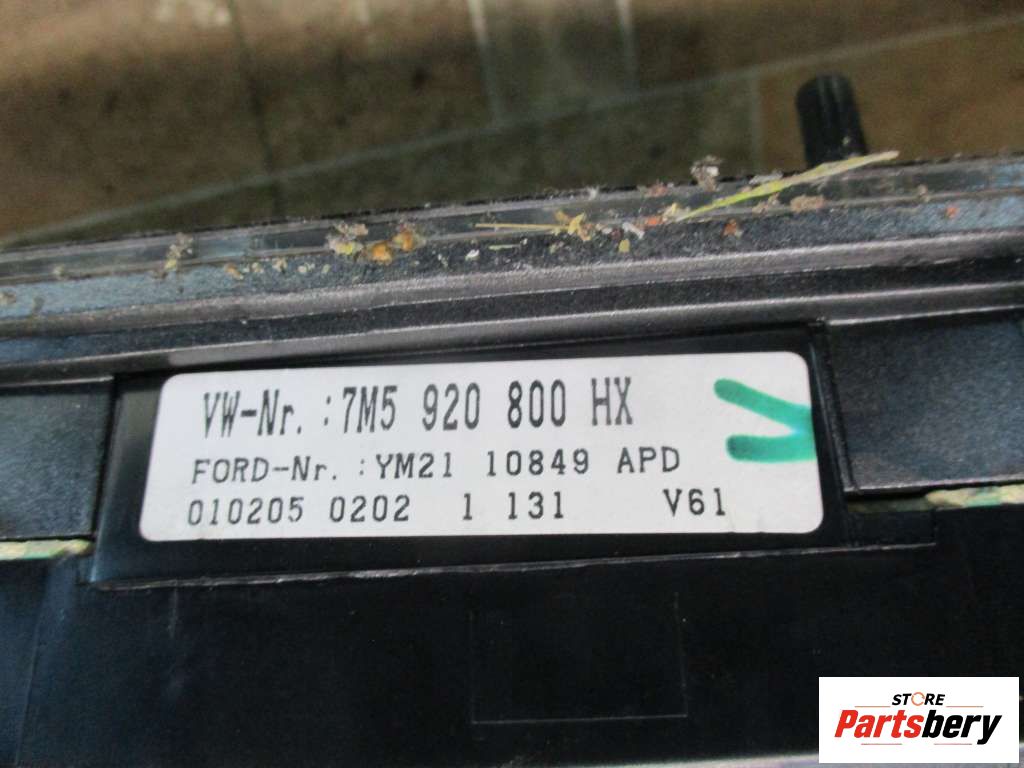 VW-Nr. :7M5 920 800 HX
FORD-Nr. :YM21 10849 APD
010205 0202 1 131 V61
STORE
Partsbery